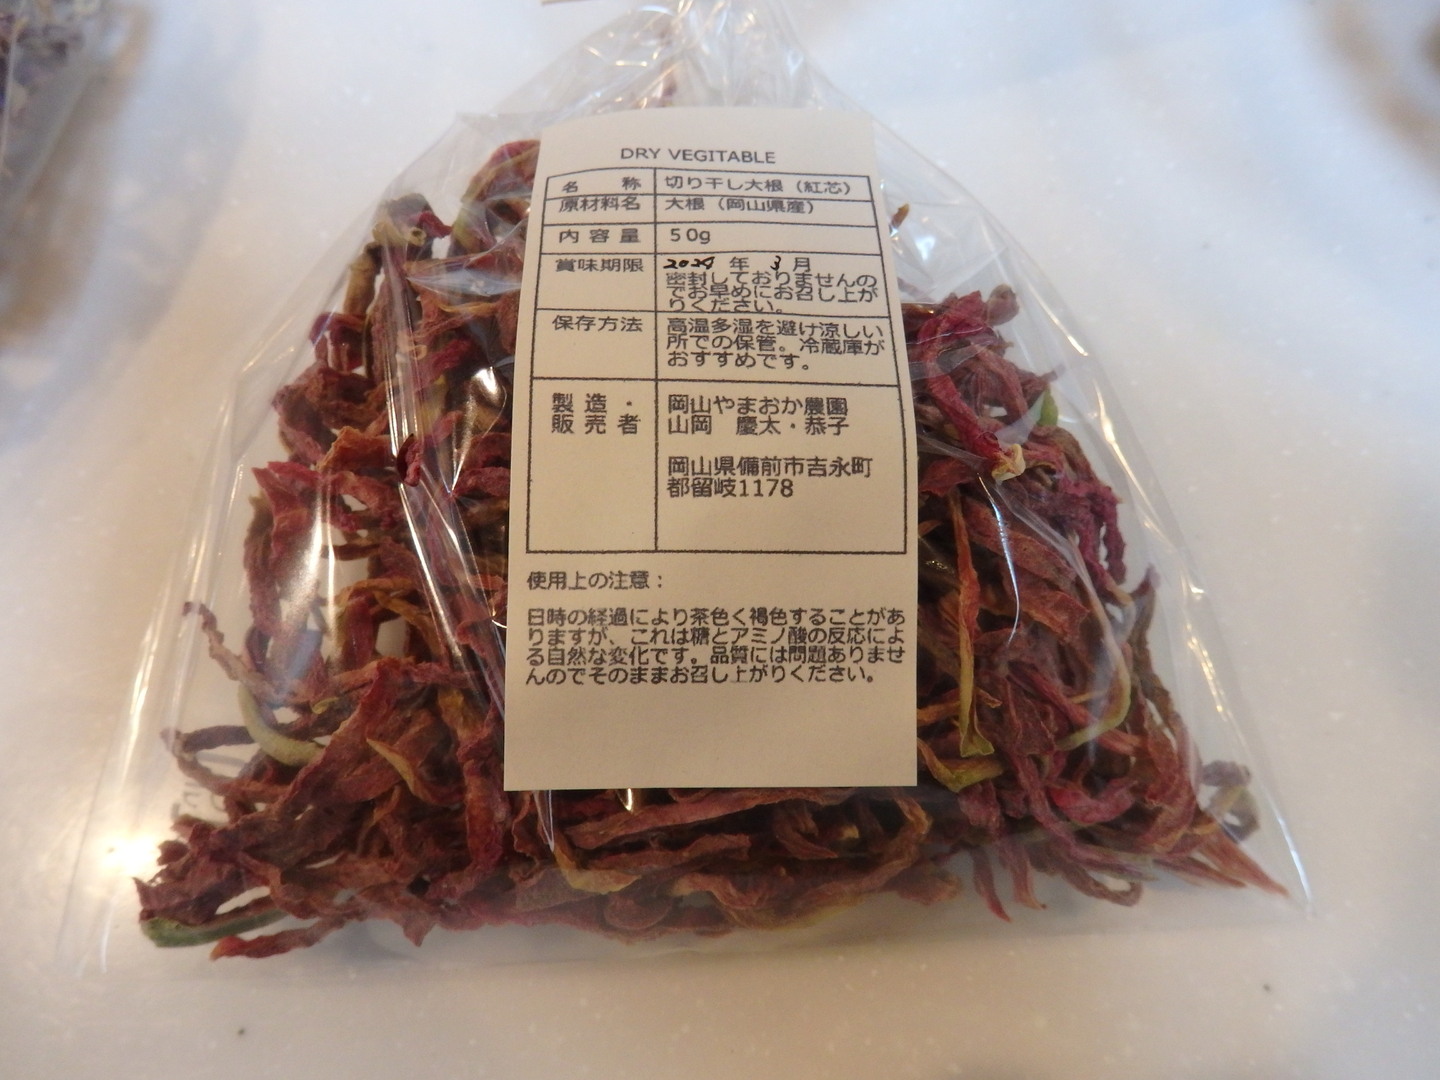 DRY VEGITABLE
名　　称 切り干し大根（紅芯）
原材料名 大根（岡山県産）
内 容 量 50g
賞味期限 2024 年 3 月
密封しておりませんの
でお早めにお召し上が
りください。
保存方法 高温多湿を避け涼しい
所での保管。冷蔵庫が
おすすめです。
製 造 ・ 岡山やまおか農園
販 売 者 山岡　慶太・恭子
岡山県備前市吉永町
都留岐1178
使用上の注意：
日時の経過により茶色く褐色することがあ
りますが、これは糖とアミノ酸の反応によ
る自然な変化です。品質には問題ありませ
んのでそのままお召し上がりください。